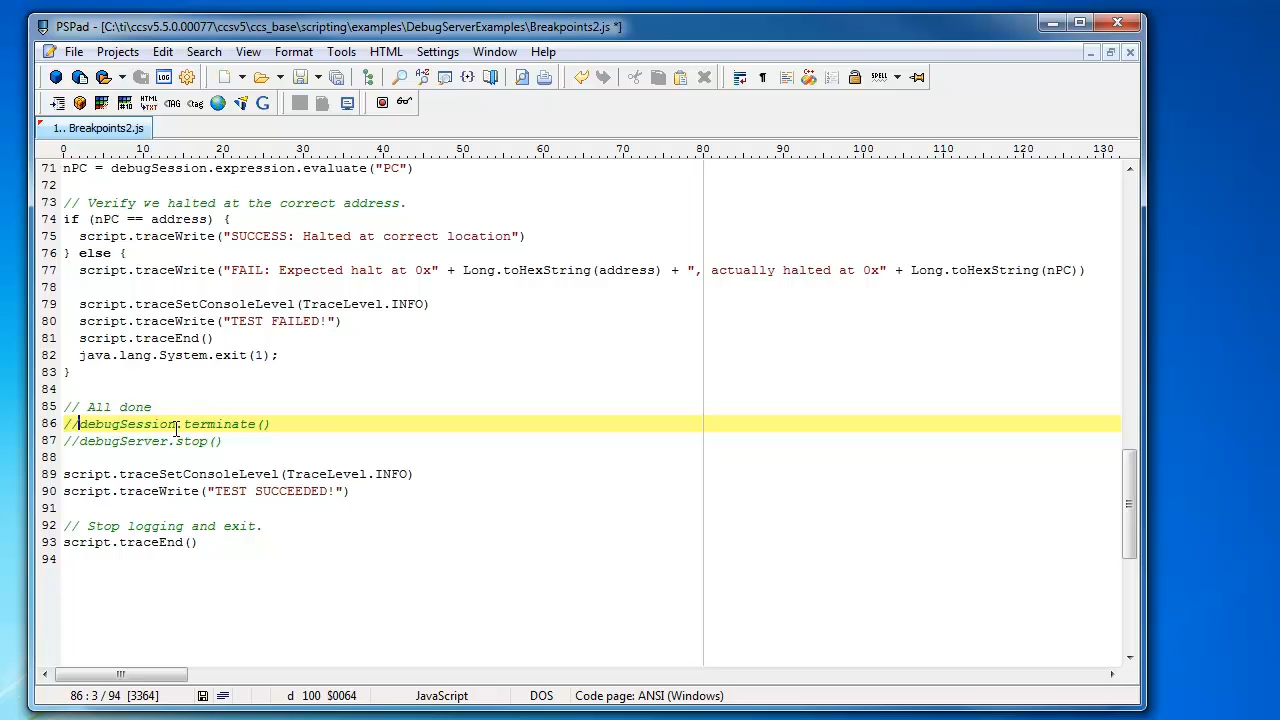 PSPad - [C:\ti\ccsv5.5.0.00077\ccsv5\ccs_base\scripting\examples\DebugServerExamples\Breakpoints2.js *]
File Projects Edit Search View Format Tools HTML Settings Window Help
1.. Breakpoints2.js
0 10 20 30 40 50 60 70 80 90 100 110 120 130
71 nPC = debugSession.expression.evaluate("PC")
72
73 // Verify we halted at the correct address.
74 if (nPC == address) {
75 script.traceWrite("SUCCESS: Halted at correct location")
76 } else {
77 script.traceWrite("FAIL: Expected halt at 0x" + Long.toHexString(address) + ", actually halted at 0x" + Long.toHexString(nPC))
78
79 script.traceSetConsoleLevel(TraceLevel.INFO)
80 script.traceWrite("TEST FAILED!")
81 script.traceEnd()
82 java.lang.System.exit(1);
83 }
84
85 // All done
86 //debugSession.terminate()
87 //debugServer.stop()
88
89 script.traceSetConsoleLevel(TraceLevel.INFO)
90 script.traceWrite("TEST SUCCEEDED!")
91
92 // Stop logging and exit.
93 script.traceEnd()
94
86 : 3 / 94 [3364] d 100 $0064 JavaScript DOS Code page: ANSI (Windows)